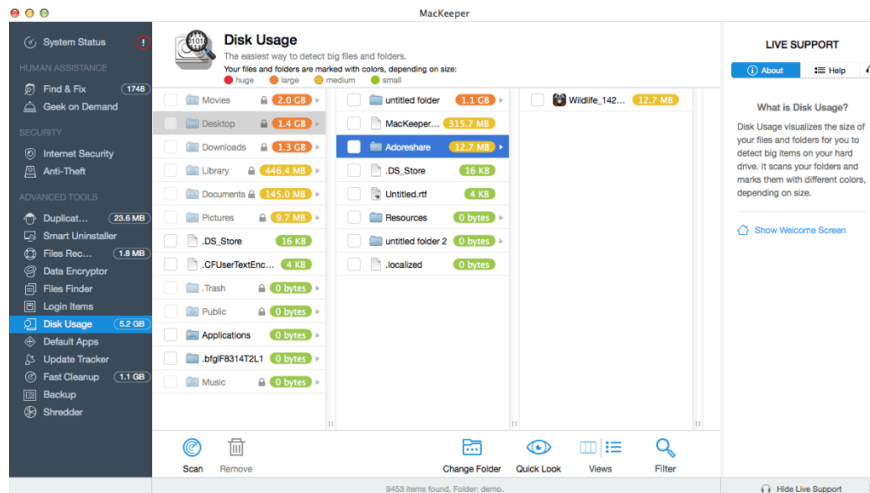 MacKeeper
System Status
HUMAN ASSISTANCE
Find & Fix 1748
Geek on Demand
SECURITY
Internet Security
Anti-Theft
ADVANCED TOOLS
Duplicat... 23.6 MB
Smart Uninstaller
Files Rec... 1.8 MB
Data Encryptor
Files Finder
Login Items
Disk Usage 5.2 GB
Default Apps
Update Tracker
Fast Cleanup 1.1 GB
Backup
Shredder
Disk Usage
The easiest way to detect big files and folders.
Your files and folders are marked with colors, depending on size:
huge large medium small
Movies 2.0 GB
Desktop 1.4 GB
Downloads 1.3 GB
Library 446.4 MB
Documents 145.0 MB
Pictures 9.7 MB
.DS_Store 16 KB
.CFUserTextEnc... 4 KB
.Trash 0 bytes
Public 0 bytes
Applications 0 bytes
.bfgiF8314T2L1 0 bytes
Music 0 bytes
untitled folder 1.1 GB
MacKeeper... 315.7 MB
Adoreshare 12.7 MB
.DS_Store 16 KB
Untitled.rtf 4 KB
Resources 0 bytes
untitled folder 2 0 bytes
.localized 0 bytes
Wildlife_142... 12.7 MB
Scan
Remove
Change Folder
Quick Look
Views
Filter
9453 items found. Folder: demo.
LIVE SUPPORT
About
Help
What is Disk Usage?
Disk Usage visualizes the size of
your files and folders for you to
detect big items on your hard
drive. It scans your folders and
marks them with different colors,
depending on size.
Show Welcome Screen
Hide Live Support